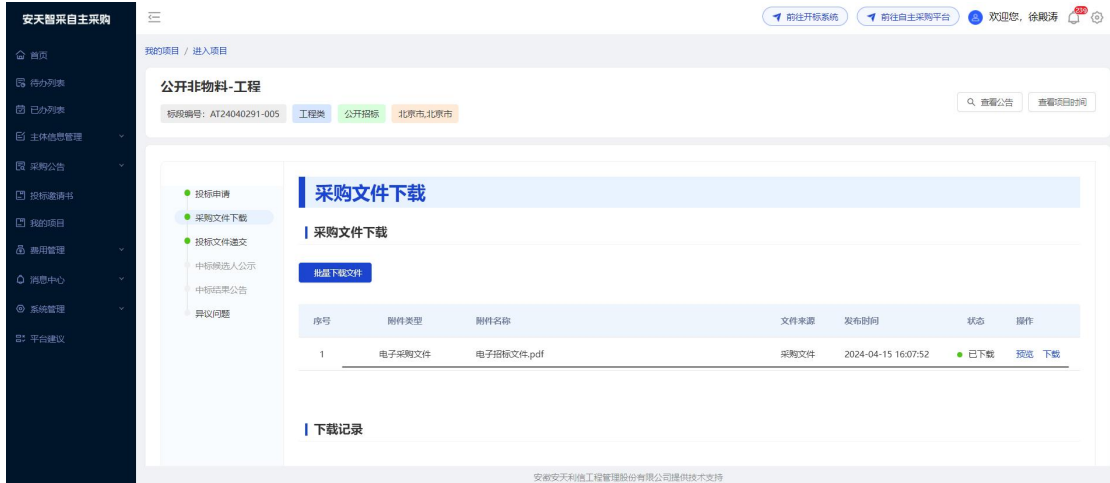 安天智采自主采购
前往开标系统
前往自主采购平台
欢迎您，徐殿涛
239
首页
待办列表
已办列表
主体信息管理
采购公告
投标邀请书
我的项目
费用管理
消息中心
系统管理
平台建议
我的项目 / 进入项目
公开非物料-工程
标段编号：AT24040291-005 工程类 公开招标 北京市,北京市
查看公告 查看项目时间
投标申请
采购文件下载
投标文件递交
中标候选人公示
中标结果公告
异议问题
采购文件下载
采购文件下载
批量下载文件
序号 附件类型 附件名称 文件来源 发布时间 状态 操作
1 电子采购文件 电子招标文件.pdf 采购文件 2024-04-15 16:07:52 已下载 预览 下载
下载记录
安徽安天利信工程管理股份有限公司提供技术支持